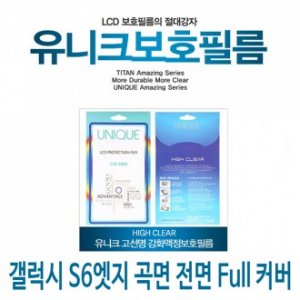 LCD 보호필름의 절대강자
유니크보호필름
TITAN Amazing Series
More Durable More Clear
UNIQUE Amazing Series
UNIQUE
LCD PROTECTION FILM
ADVANTAGE
HIGH CLEAR
HIGH CLEAR
유니크 고선명 강화액정보호필름
갤럭시 S6엣지 곡면 전면 Full 커버